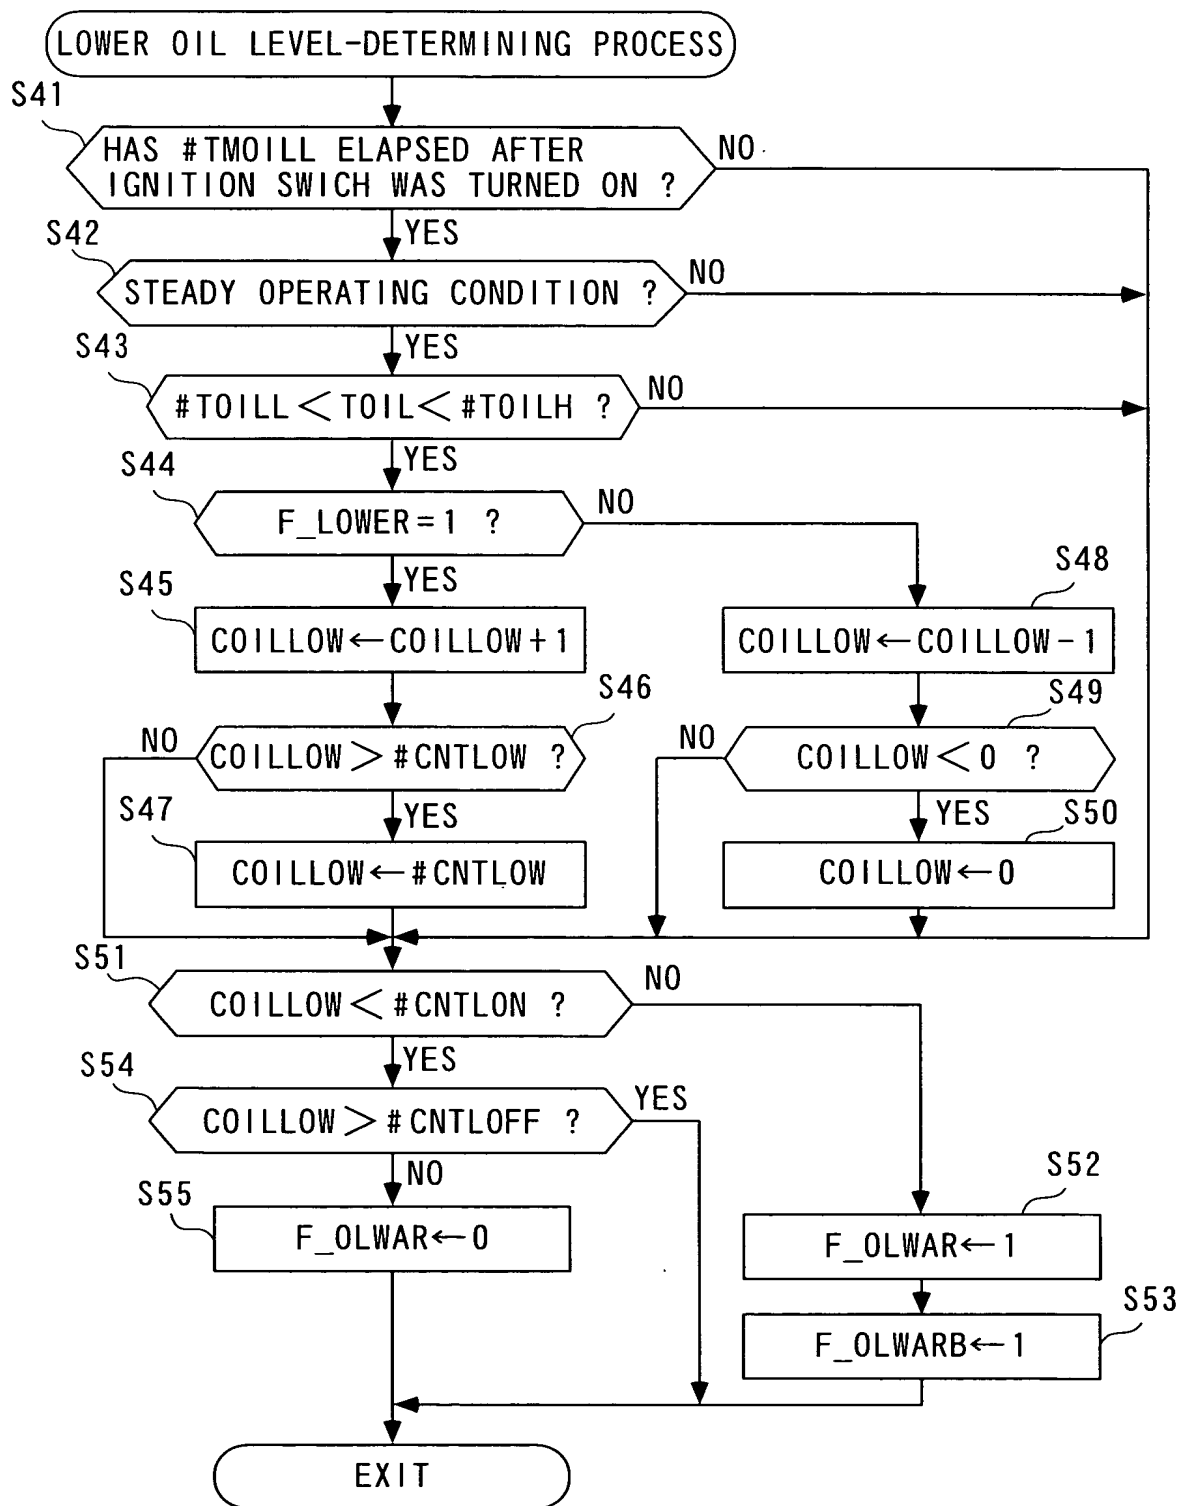 LOWER OIL LEVEL-DETERMINING PROCESS
S41
HAS #TMOILL ELAPSED AFTER
IGNITION SWICH WAS TURNED ON ?
NO
YES
S42
STEADY OPERATING CONDITION ?
NO
YES
S43
#TOILL<TOIL<#TOILH ?
NO
YES
S44
F_LOWER=1 ?
NO
YES
S45
COILLOW←COILLOW+1
S48
COILLOW←COILLOW-1
S46
COILLOW>#CNTLOW ?
NO
YES
S49
COILLOW<0 ?
NO
YES
S47
COILLOW←#CNTLOW
S50
COILLOW←0
S51
COILLOW<#CNTLON ?
NO
YES
S54
COILLOW>#CNTLOFF ?
YES
NO
S55
F_OLWAR←0
S52
F_OLWAR←1
S53
F_OLWARB←1
EXIT